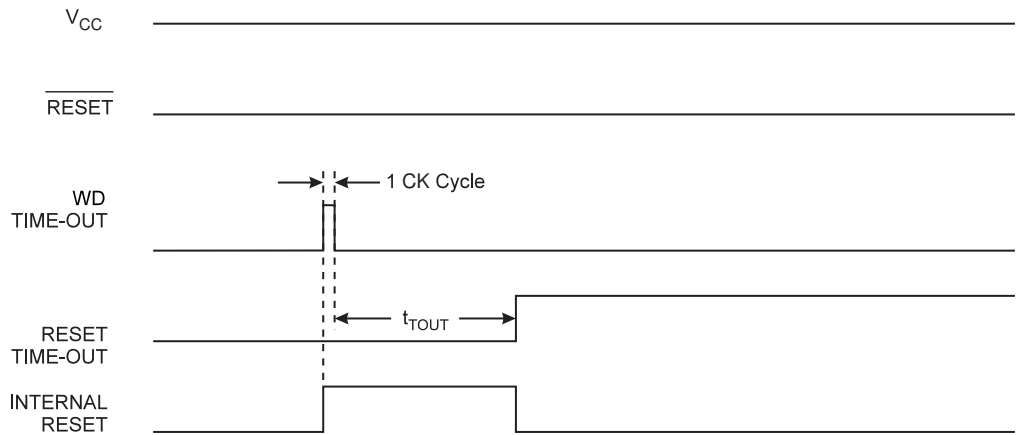 VCC
RESET
1 CK Cycle
WD
TIME-OUT
tTOUT
RESET
TIME-OUT
INTERNAL
RESET